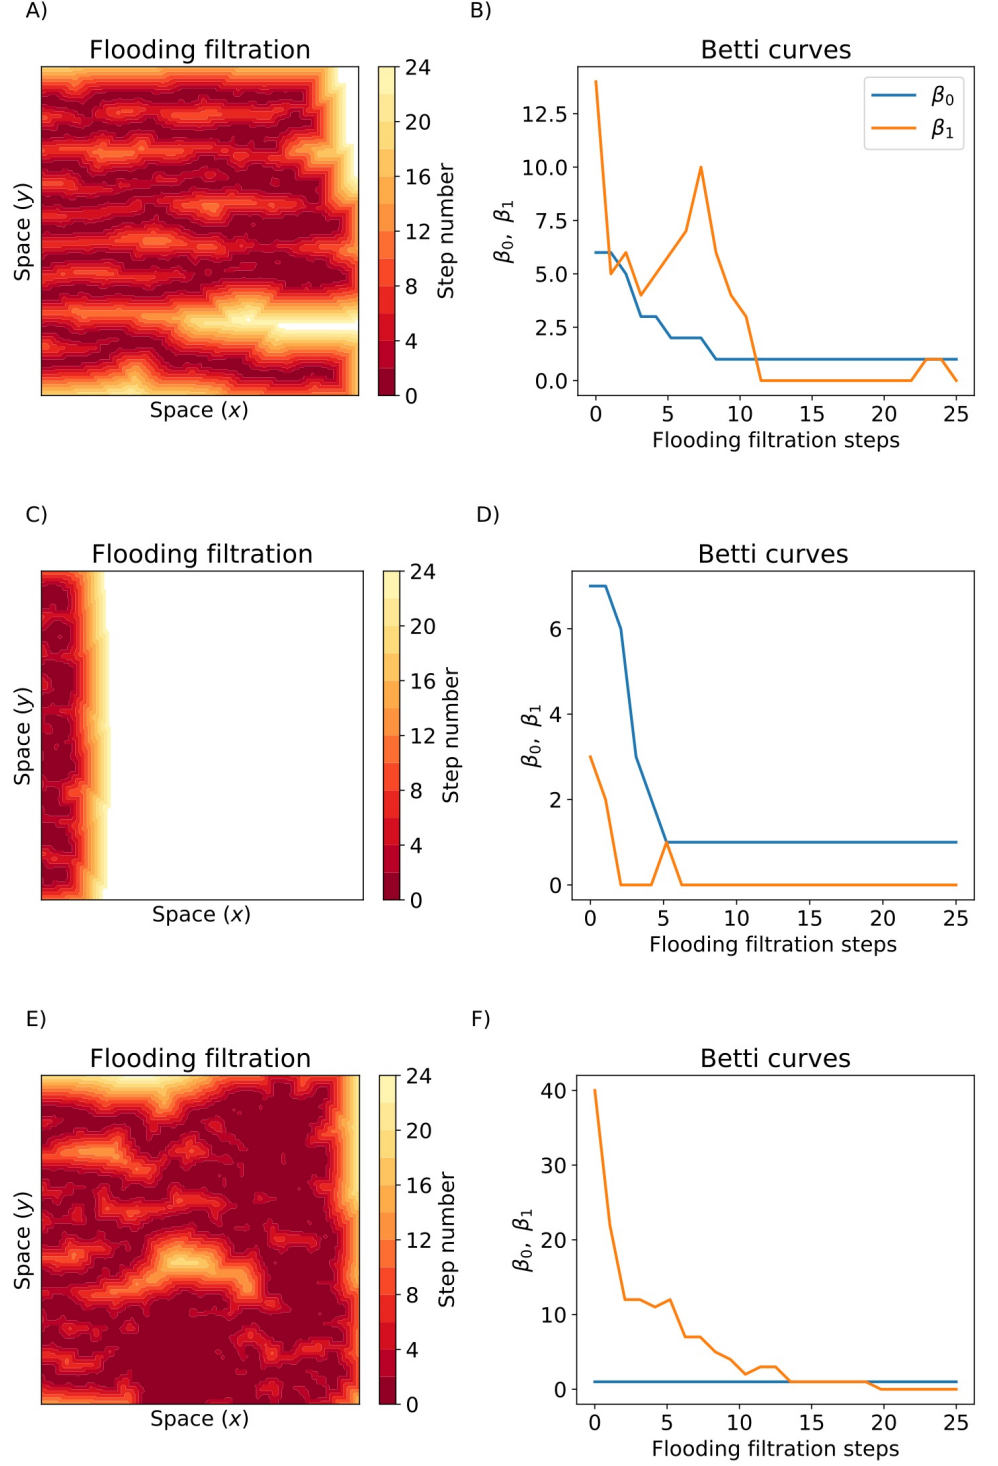 A)
Flooding filtration
24
20
16
12
8
4
0
Step number
Space (y)
Space (x)
B)
Betti curves
β0
β1
12.5
10.0
7.5
5.0
2.5
0.0
β0, β1
0 5 10 15 20 25
Flooding filtration steps
C)
Flooding filtration
24
20
16
12
8
4
0
Step number
Space (y)
Space (x)
D)
Betti curves
6
4
2
0
β0, β1
0 5 10 15 20 25
Flooding filtration steps
E)
Flooding filtration
24
20
16
12
8
4
0
Step number
Space (y)
Space (x)
F)
Betti curves
40
30
20
10
0
β0, β1
0 5 10 15 20 25
Flooding filtration steps